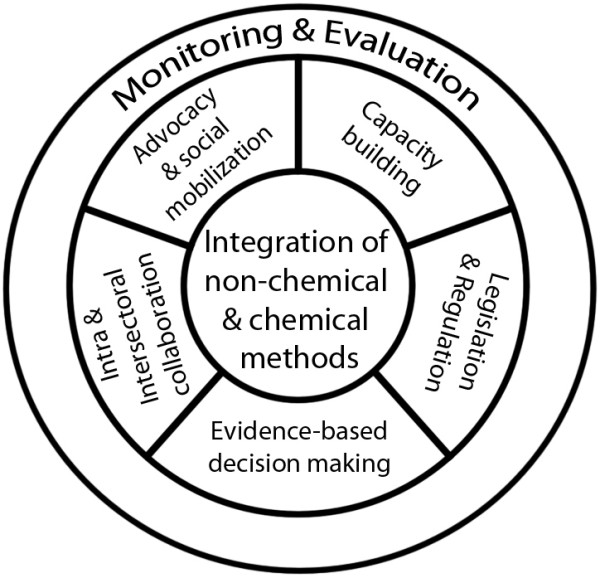 Monitoring & Evaluation
Advocacy
& social
mobilization
Capacity
building
Legislation
& Regulation
Evidence-based
decision making
Intra &
Intersectoral
collaboration
Integration of
non-chemical
& chemical
methods